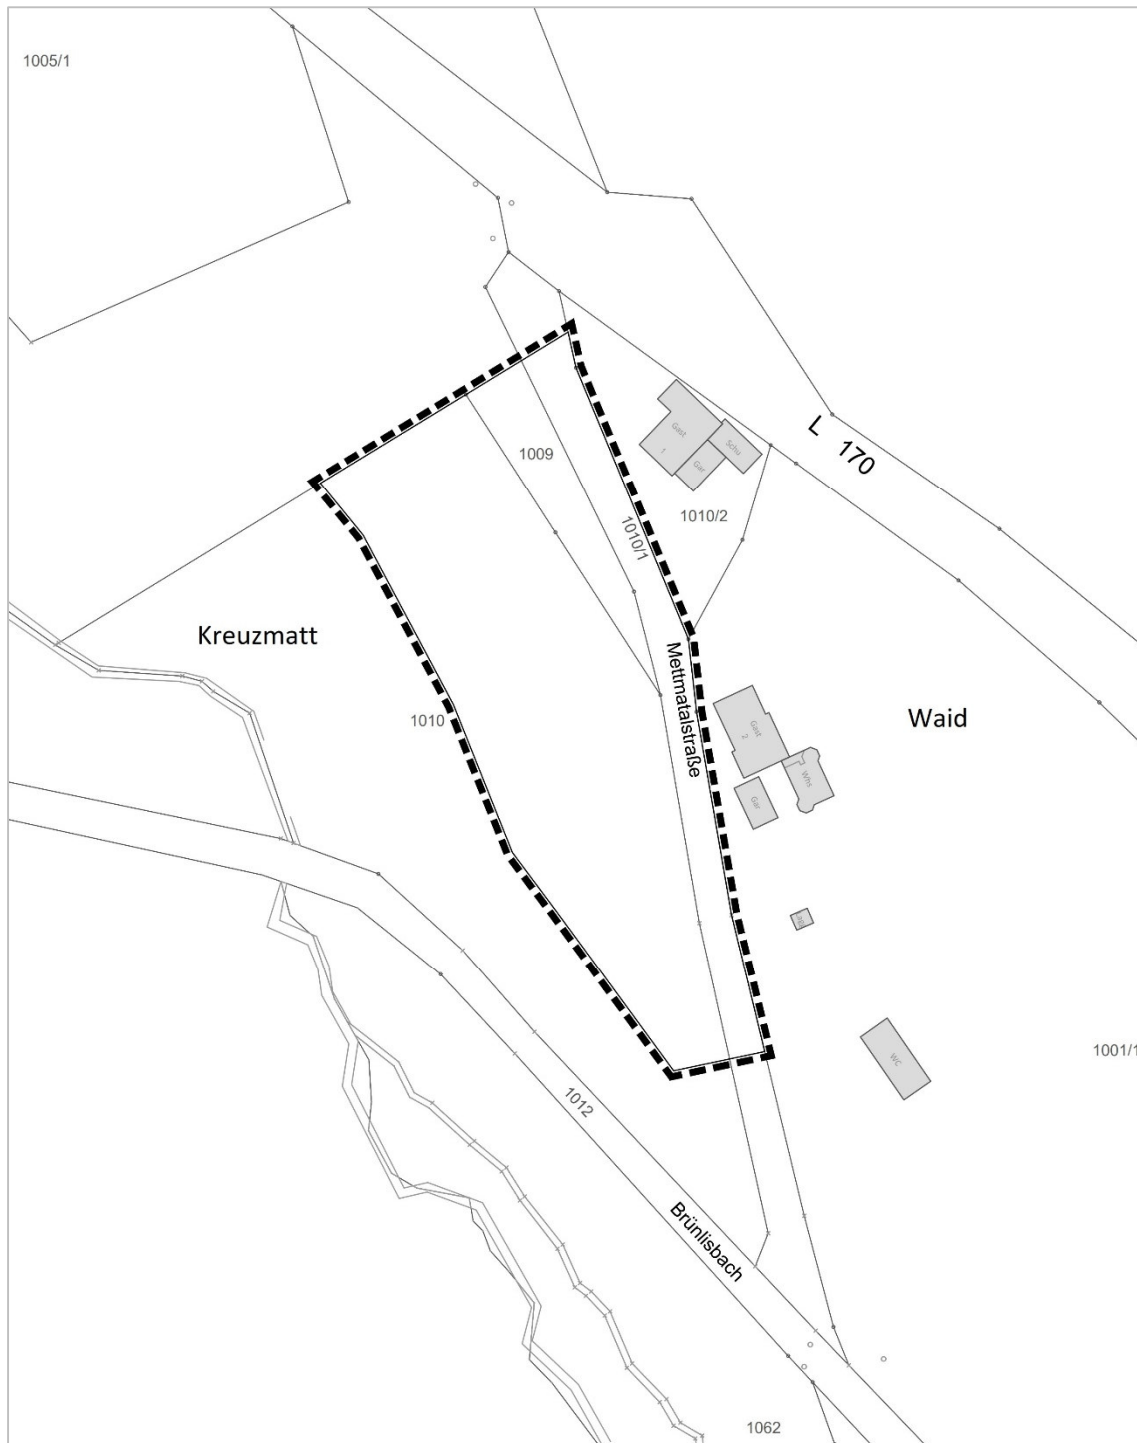 1005/1
L 170
Gast
1
Schu
Gar
1009
1010/2
1010/1
Kreuzmatt
Mettmatalstraße
1010
Waid
Gast
2
Whs
Gar
1001/1
WC
1012
Brünlisbach
1062